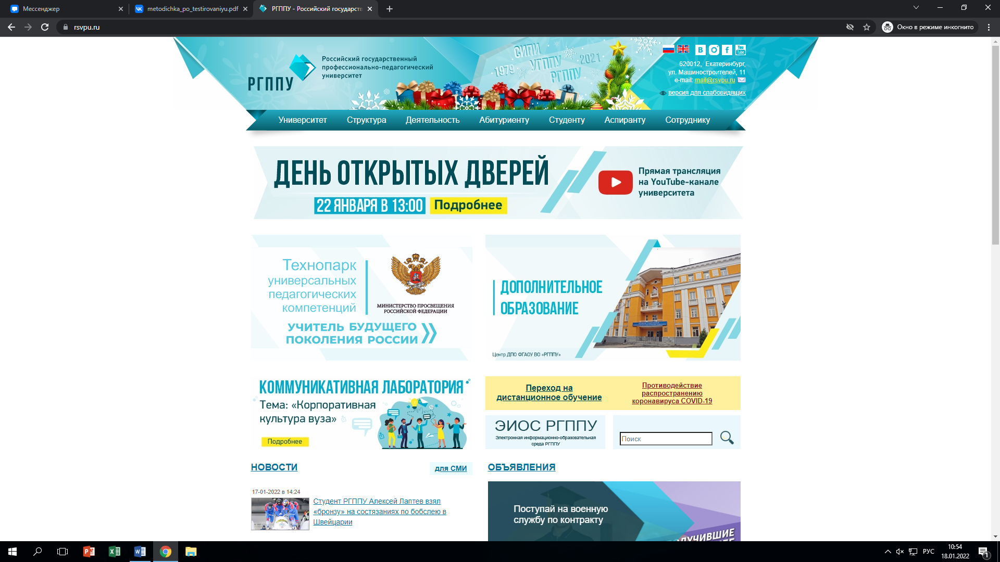 Мессенджер
metodichka_po_testirovaniyu.pdf
РГППУ - Российский государств
rsvpu.ru
Окно в режиме инкогнито
РГППУ
Российский государственный
профессионально-педагогический
университет
СИПИ
1979
УГППУ
2021
РГППУ
You
Tube
620012, Екатеринбург,
ул. Машиностроителей, 11
e-mail: mail@rsvpu.ru
версия для слабовидящих
Университет
Структура
Деятельность
Абитуриенту
Студенту
Аспиранту
Сотруднику
ДЕНЬ ОТКРЫТЫХ ДВЕРЕЙ
22 ЯНВАРЯ В 13:00
Подробнее
Прямая трансляция
на YouTube-канале
университета
Технопарк
универсальных
педагогических
компетенций
МИНИСТЕРСТВО ПРОСВЕЩЕНИЯ
РОССИЙСКОЙ ФЕДЕРАЦИИ
УЧИТЕЛЬ БУДУЩЕГО
ПОКОЛЕНИЯ РОССИИ
ДОПОЛНИТЕЛЬНОЕ
ОБРАЗОВАНИЕ
Центр ДПО ФГАОУ ВО «РГППУ»
КОММУНИКАТИВНАЯ ЛАБОРАТОРИЯ
Тема: «Корпоративная
культура вуза»
Подробнее
Переход на
дистанционное обучение
Противодействие
распространению
коронавируса COVID-19
ЭИОС РГППУ
Электронная информационно-образовательная
среда РГППУ
Поиск
НОВОСТИ
для СМИ
ОБЪЯВЛЕНИЯ
17-01-2022 в 14:24
Студент РГППУ Алексей Лаптев взял
«бронзу» на состязаниях по бобслею в
Швейцарии
Поступай на военную
службу по контракту
РУС
10:54
18.01.2022
1